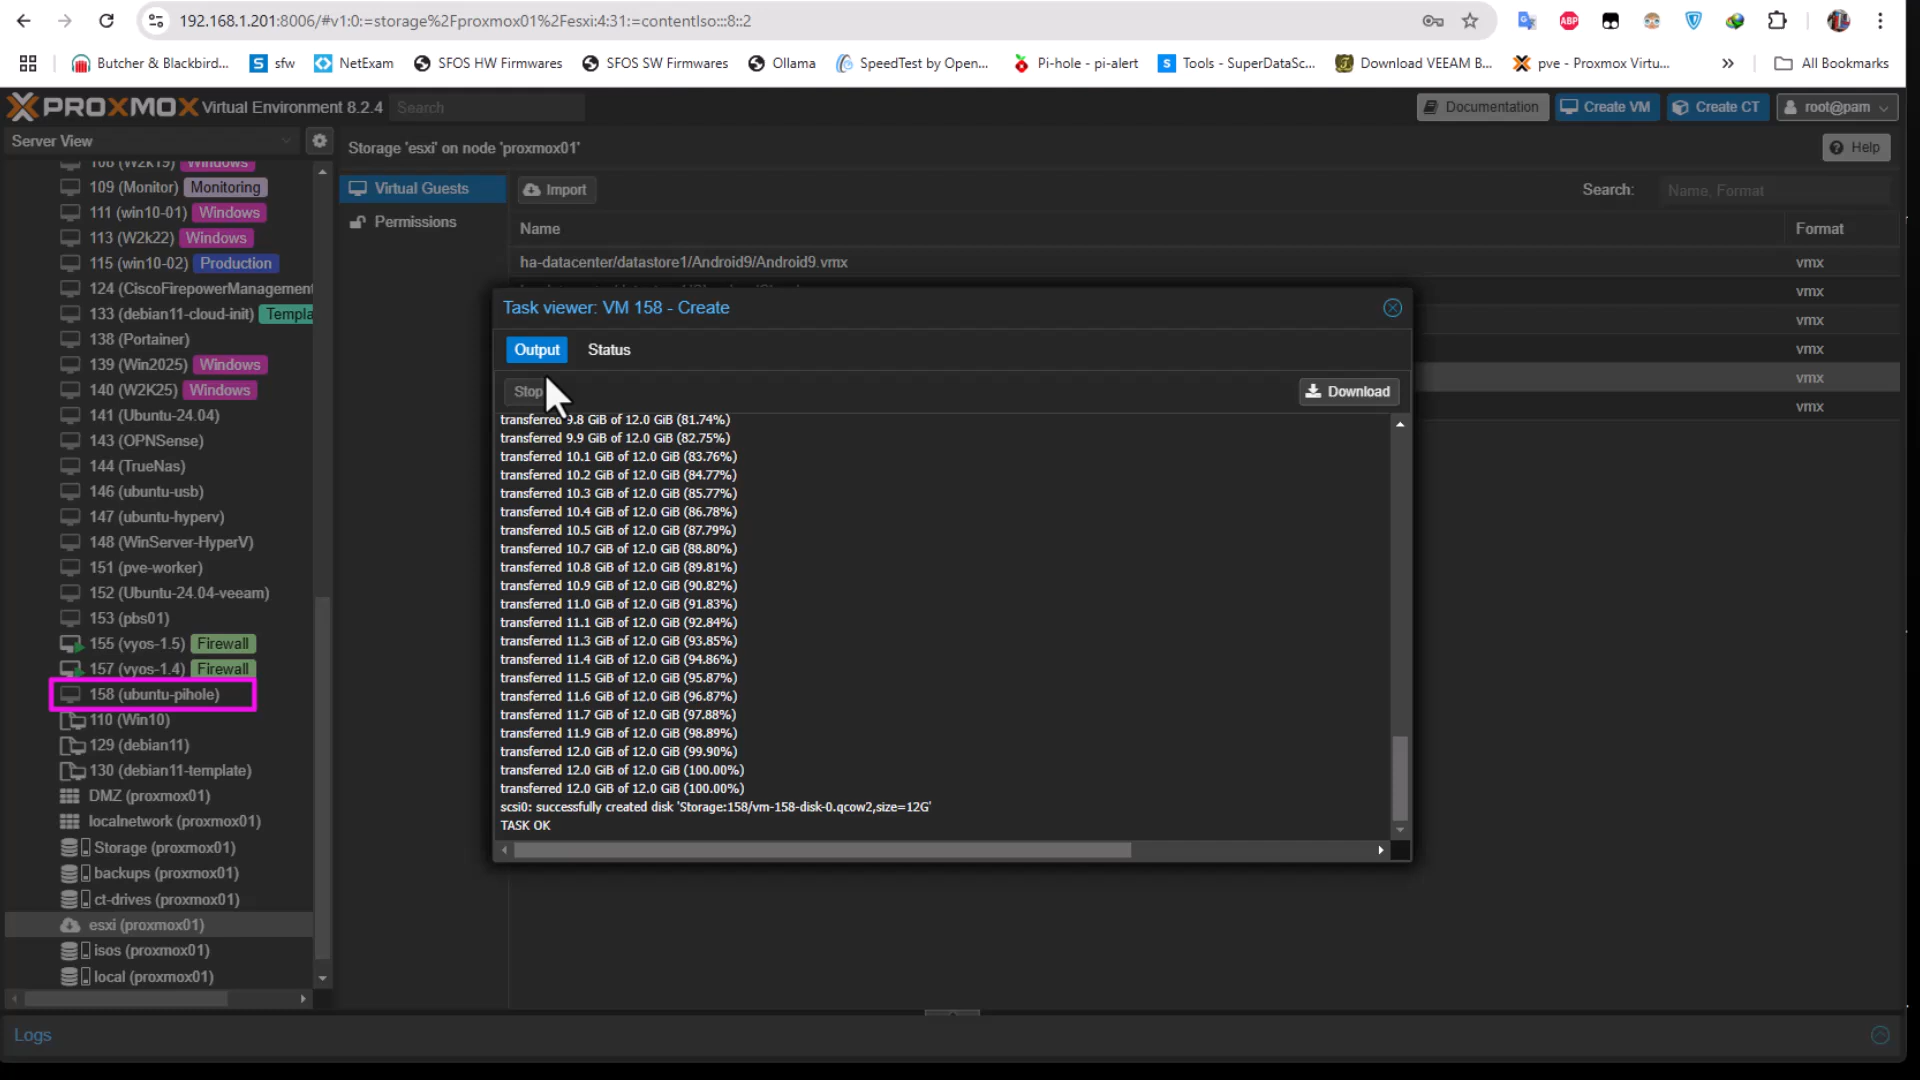 192.168.1.201:8006/#v1:0:=storage%2Fproxmox01%2Fesxi:4:31:=contentIso:::8::2
Butcher & Blackbird...
sfw
NetExam
SFOS HW Firmwares
SFOS SW Firmwares
Ollama
SpeedTest by Open...
Pi-hole - pi-alert
Tools - SuperDataSc...
Download VEEAM B...
pve - Proxmox Virtu...
»
All Bookmarks
PROXMOX Virtual Environment 8.2.4
Search
Documentation
Create VM
Create CT
root@pam
Server View
Storage 'esxi' on node 'proxmox01'
Help
108 (W2k19) Windows
109 (Monitor) Monitoring
111 (win10-01) Windows
113 (W2k22) Windows
115 (win10-02) Production
124 (CiscoFirepowerManagement
133 (debian11-cloud-init) Templa
138 (Portainer)
139 (Win2025) Windows
140 (W2K25) Windows
141 (Ubuntu-24.04)
143 (OPNSense)
144 (TrueNas)
146 (ubuntu-usb)
147 (ubuntu-hyperv)
148 (WinServer-HyperV)
151 (pve-worker)
152 (Ubuntu-24.04-veeam)
153 (pbs01)
155 (vyos-1.5) Firewall
157 (vyos-1.4) Firewall
158 (ubuntu-pihole)
110 (Win10)
129 (debian11)
130 (debian11-template)
DMZ (proxmox01)
localnetwork (proxmox01)
Storage (proxmox01)
backups (proxmox01)
ct-drives (proxmox01)
esxi (proxmox01)
isos (proxmox01)
local (proxmox01)
Virtual Guests
Permissions
Import
Search:
Name, Format
Name
Format
ha-datacenter/datastore1/Android9/Android9.vmx
vmx
vmx
vmx
vmx
vmx
vmx
Task viewer: VM 158 - Create
Output
Status
Stop
Download
transferred 9.8 GiB of 12.0 GiB (81.74%)
transferred 9.9 GiB of 12.0 GiB (82.75%)
transferred 10.1 GiB of 12.0 GiB (83.76%)
transferred 10.2 GiB of 12.0 GiB (84.77%)
transferred 10.3 GiB of 12.0 GiB (85.77%)
transferred 10.4 GiB of 12.0 GiB (86.78%)
transferred 10.5 GiB of 12.0 GiB (87.79%)
transferred 10.7 GiB of 12.0 GiB (88.80%)
transferred 10.8 GiB of 12.0 GiB (89.81%)
transferred 10.9 GiB of 12.0 GiB (90.82%)
transferred 11.0 GiB of 12.0 GiB (91.83%)
transferred 11.1 GiB of 12.0 GiB (92.84%)
transferred 11.3 GiB of 12.0 GiB (93.85%)
transferred 11.4 GiB of 12.0 GiB (94.86%)
transferred 11.5 GiB of 12.0 GiB (95.87%)
transferred 11.6 GiB of 12.0 GiB (96.87%)
transferred 11.7 GiB of 12.0 GiB (97.88%)
transferred 11.9 GiB of 12.0 GiB (98.89%)
transferred 12.0 GiB of 12.0 GiB (99.90%)
transferred 12.0 GiB of 12.0 GiB (100.00%)
transferred 12.0 GiB of 12.0 GiB (100.00%)
scsi0: successfully created disk 'Storage:158/vm-158-disk-0.qcow2,size=12G'
TASK OK
Logs